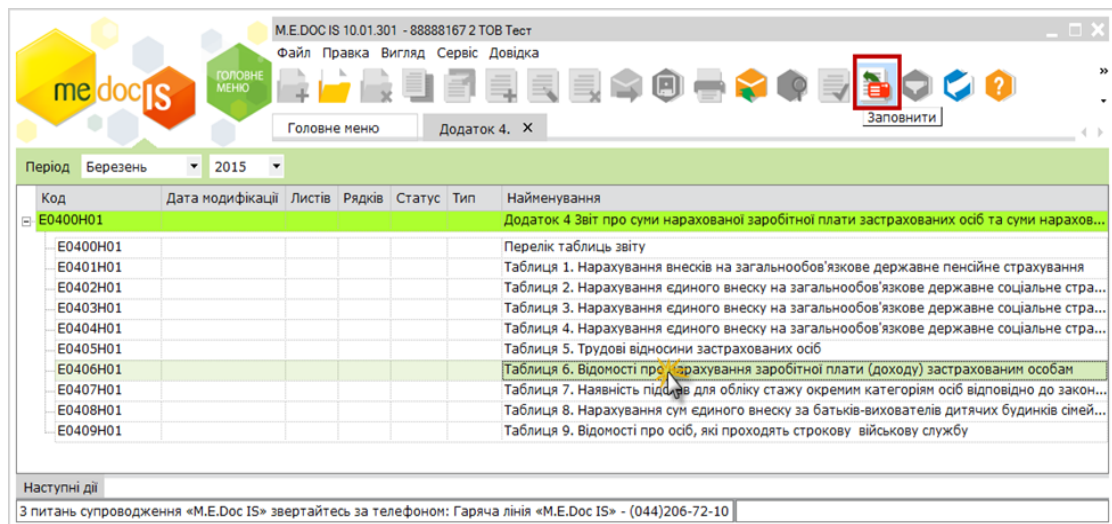 M.E.DOC IS 10.01.301 - 88888167 2 ТОВ Тест
Файл Правка Вигляд Сервіс Довідка
me doc IS
ГОЛОВНЕ МЕНЮ
Заповнити
Головне меню Додаток 4. X
Період Березень 2015
Код Дата модифікації Листів Рядків Статус Тип Найменування
E0400H01 Додаток 4 Звіт про суми нарахованої заробітної плати застрахованих осіб та суми нарахов...
E0400H01 Перелік таблиць звіту
E0401H01 Таблиця 1. Нарахування внесків на загальнообов'язкове державне пенсійне страхування
E0402H01 Таблиця 2. Нарахування єдиного внеску на загальнообов'язкове державне соціальне стра...
E0403H01 Таблиця 3. Нарахування єдиного внеску на загальнообов'язкове державне соціальне стра...
E0404H01 Таблиця 4. Нарахування єдиного внеску на загальнообов'язкове державне соціальне стра...
E0405H01 Таблиця 5. Трудові відносини застрахованих осіб
E0406H01 Таблиця 6. Відомості про нарахування заробітної плати (доходу) застрахованим особам
E0407H01 Таблиця 7. Наявність підстав для обліку стажу окремим категоріям осіб відповідно до закон...
E0408H01 Таблиця 8. Нарахування сум єдиного внеску за батьків-вихователів дитячих будинків сімей...
E0409H01 Таблиця 9. Відомості про осіб, які проходять строкову військову службу
Наступні дії
З питань супроводження «M.E.Doc IS» звертайтесь за телефоном: Гаряча лінія «M.E.Doc IS» - (044)206-72-10